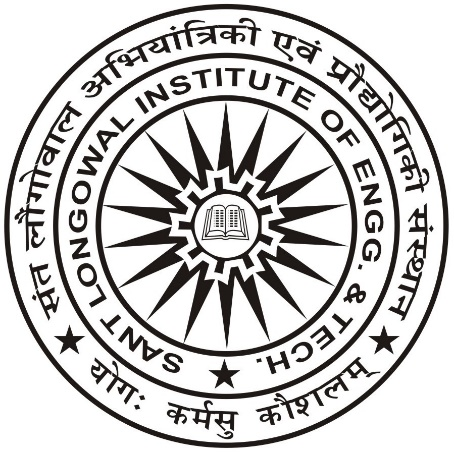 संत लौंगोवाल अभियांत्रिकी एवं प्रौद्योगिकी संस्थान
SANT LONGOWAL INSTITUTE OF ENGG. & TECH.
योगः कर्मसु कौशलम्